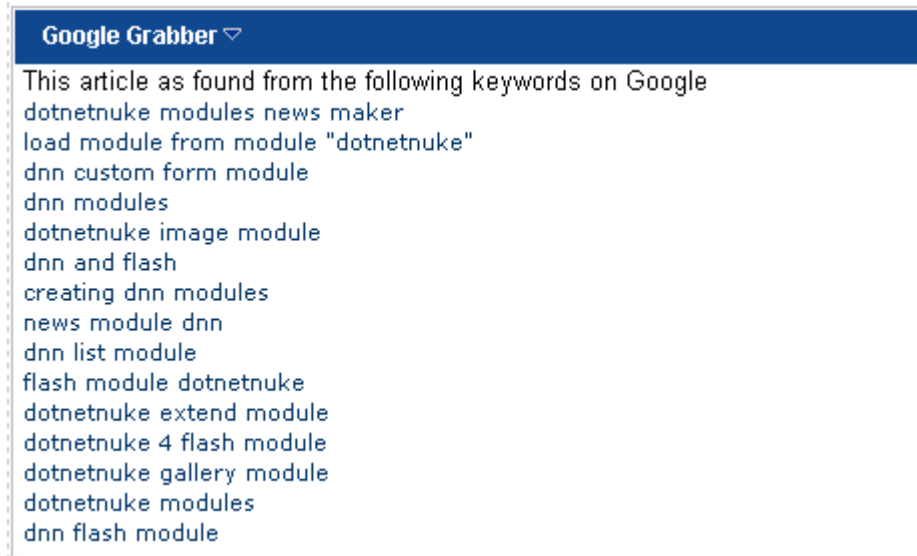 Google Grabber
This article as found from the following keywords on Google
dotnetnuke modules news maker
load module from module "dotnetnuke"
dnn custom form module
dnn modules
dotnetnuke image module
dnn and flash
creating dnn modules
news module dnn
dnn list module
flash module dotnetnuke
dotnetnuke extend module
dotnetnuke 4 flash module
dotnetnuke gallery module
dotnetnuke modules
dnn flash module